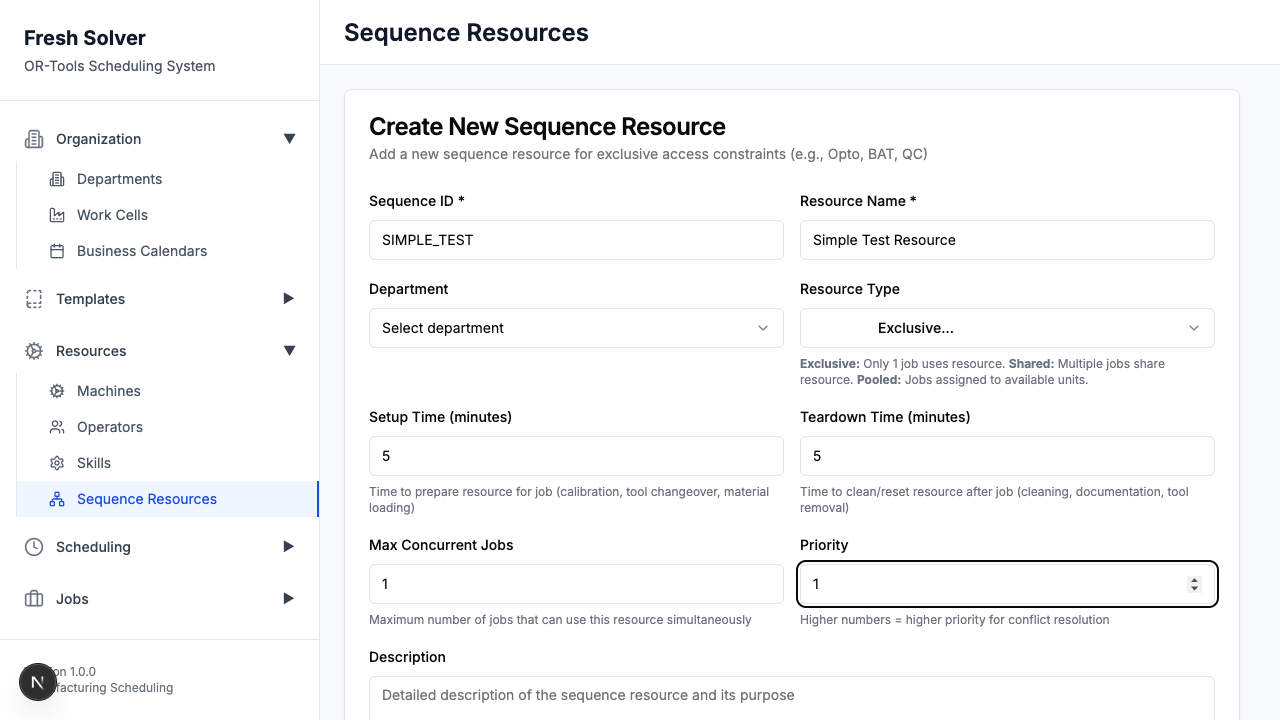 Fresh Solver
OR-Tools Scheduling System
Organization
Departments
Work Cells
Business Calendars
Templates
Resources
Machines
Operators
Skills
Sequence Resources
Scheduling
Jobs
1.0.0
Scheduling
N
Sequence Resources
Create New Sequence Resource
Add a new sequence resource for exclusive access constraints (e.g., Opto, BAT, QC)
Sequence ID *
SIMPLE_TEST
Resource Name *
Simple Test Resource
Department
Select department
Resource Type
Exclusive...
Exclusive: Only 1 job uses resource. Shared: Multiple jobs share
resource. Pooled: Jobs assigned to available units.
Setup Time (minutes)
5
Time to prepare resource for job (calibration, tool changeover, material
loading)
Teardown Time (minutes)
5
Time to clean/reset resource after job (cleaning, documentation, tool
removal)
Max Concurrent Jobs
1
Maximum number of jobs that can use this resource simultaneously
Priority
1
Higher numbers = higher priority for conflict resolution
Description
Detailed description of the sequence resource and its purpose